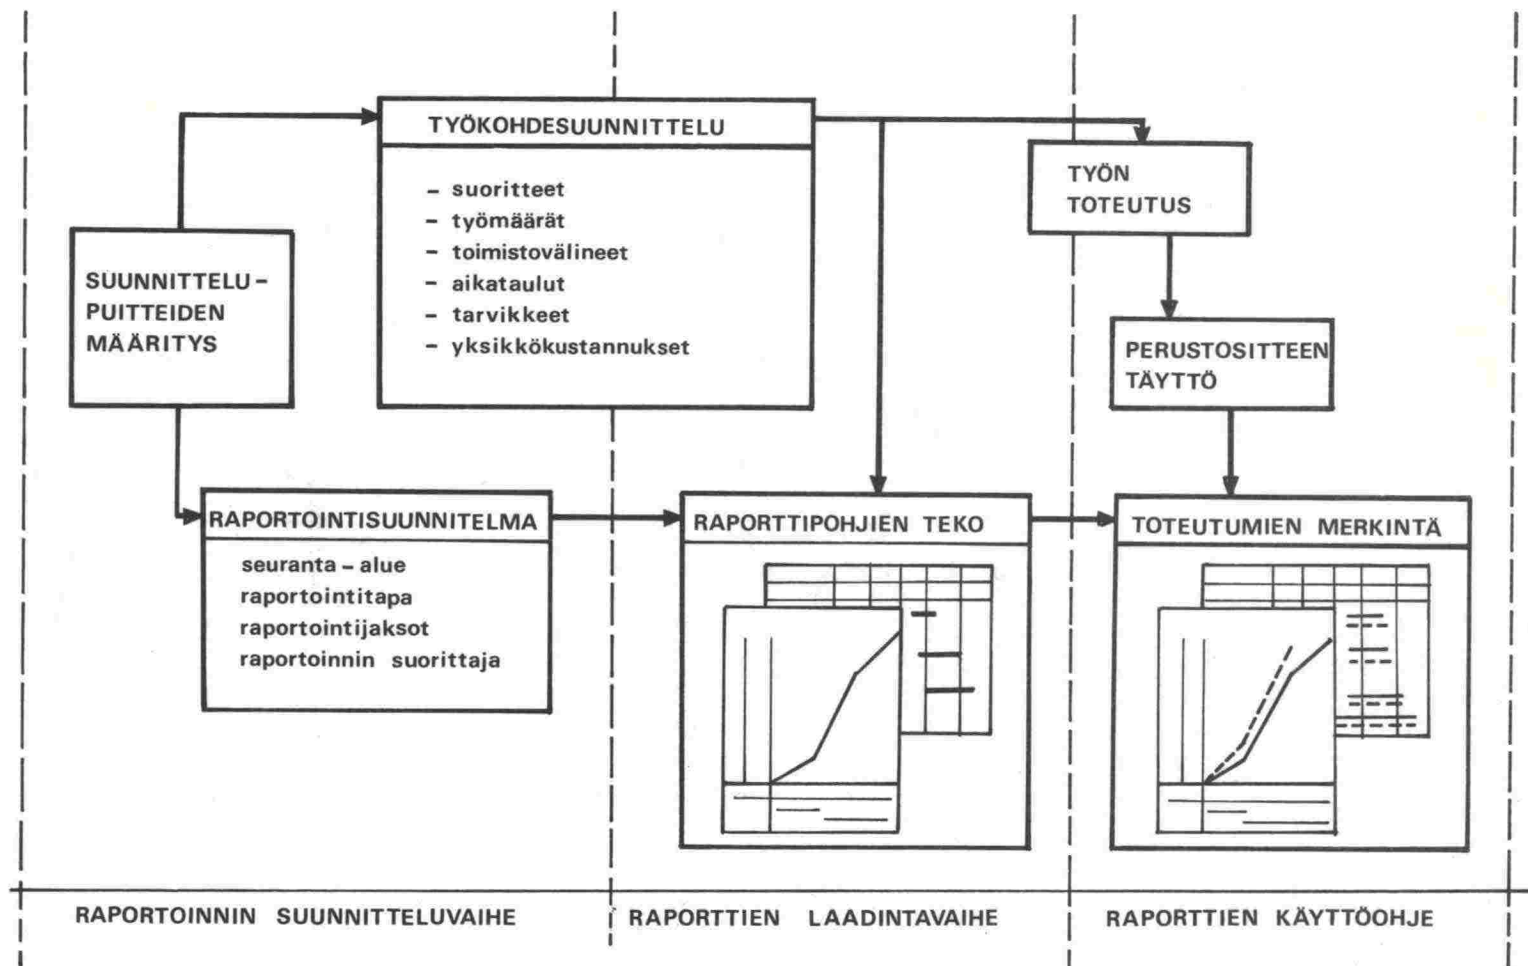 TYÖKOHDESUUNNITTELU
- suoritteet
- työmäärät
- toimistovälineet
- aikataulut
- tarvikkeet
- yksikkökustannukset
SUUNNITTELU-
PUITTEIDEN
MÄÄRITYS
TYÖN
TOTEUTUS
PERUSTOSITTEEN
TÄYTTÖ
RAPORTOINTISUUNNITELMA
seuranta-alue
raportointitapa
raportointijaksot
raportoinnin suorittaja
RAPORTTIPOHJIEN TEKO
TOTEUTUMIEN MERKINTÄ
RAPORTOINNIN SUUNNITTELUVAIHE
RAPORTTIEN LAADINTAVAIHE
RAPORTTIEN KÄYTTÖOHJE